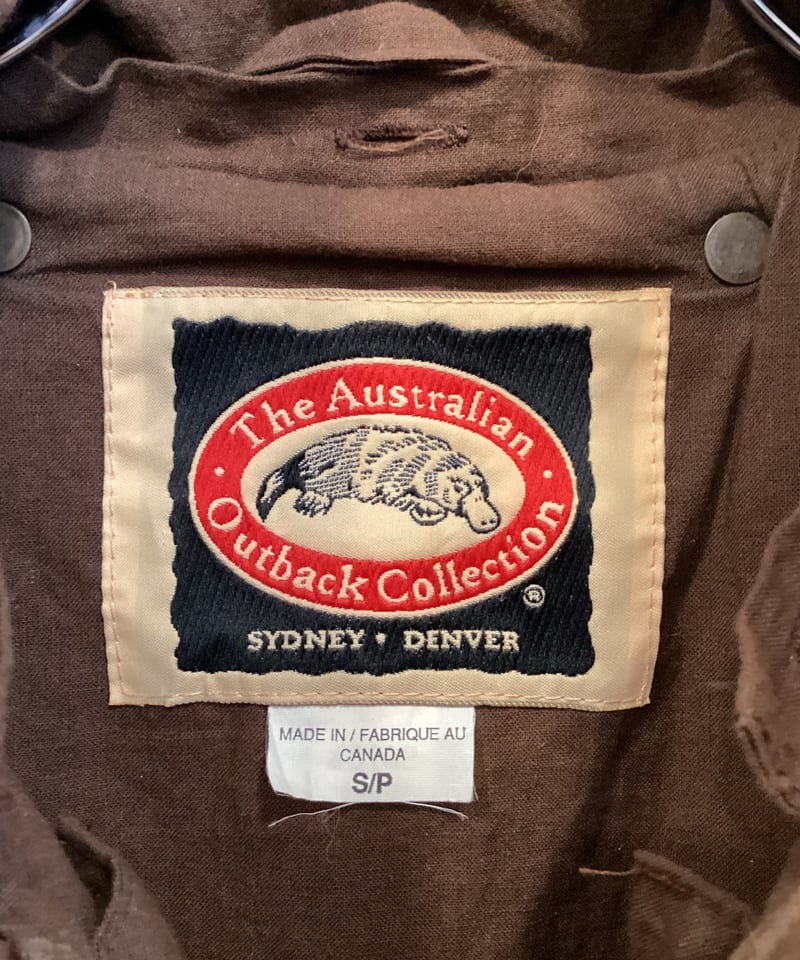 The Australian
Outback Collection
®
SYDNEY • DENVER
MADE IN / FABRIQUE AU
CANADA
S/P